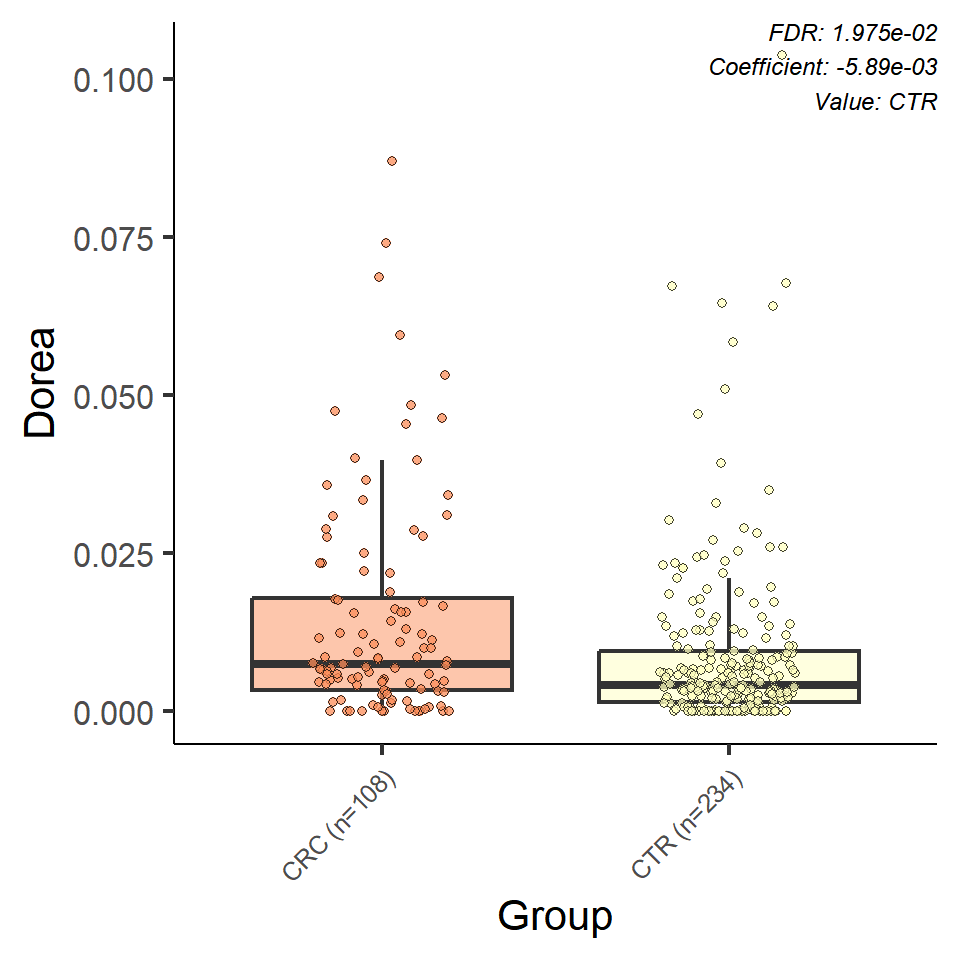 FDR: 1.975e-02
Coefficient: -5.89e-03
Value: CTR
0.100
0.075
0.050
0.025
0.000
Dorea
CRC (n=108)
CTR (n=234)
Group